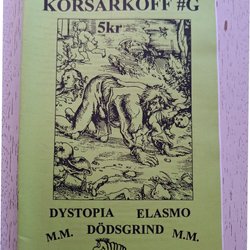 KORSARKOFF #G
5kr
DYSTOPIA ELASMO
M.M. DÖDSGRIND M.M.